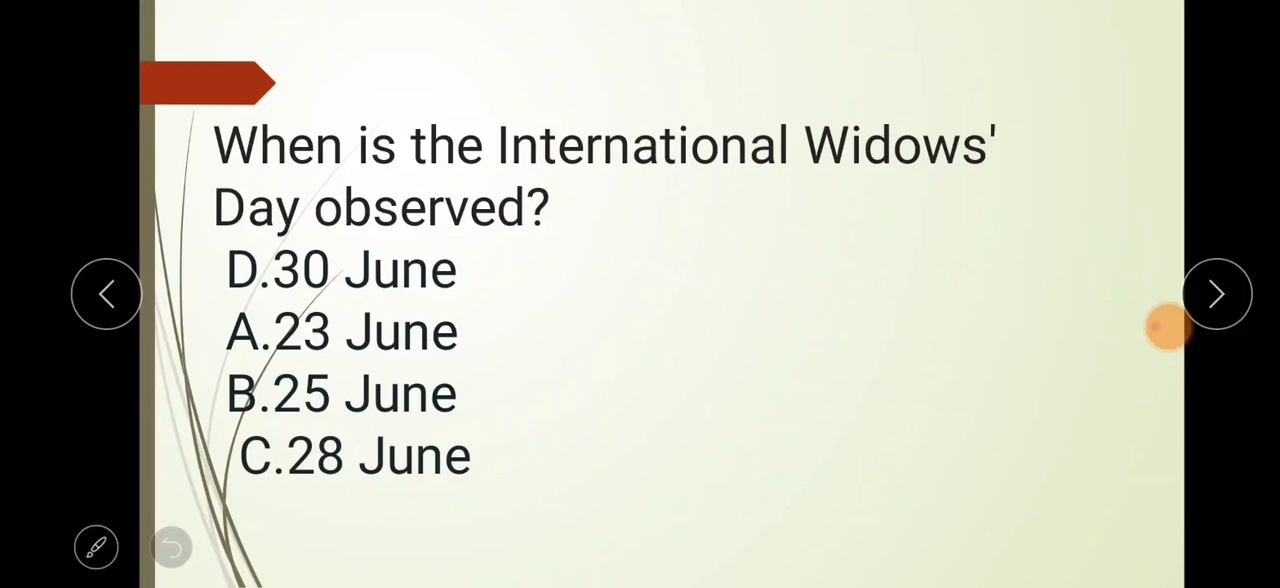 When is the International Widows'
Day observed?
D.30 June
A.23 June
B.25 June
C.28 June